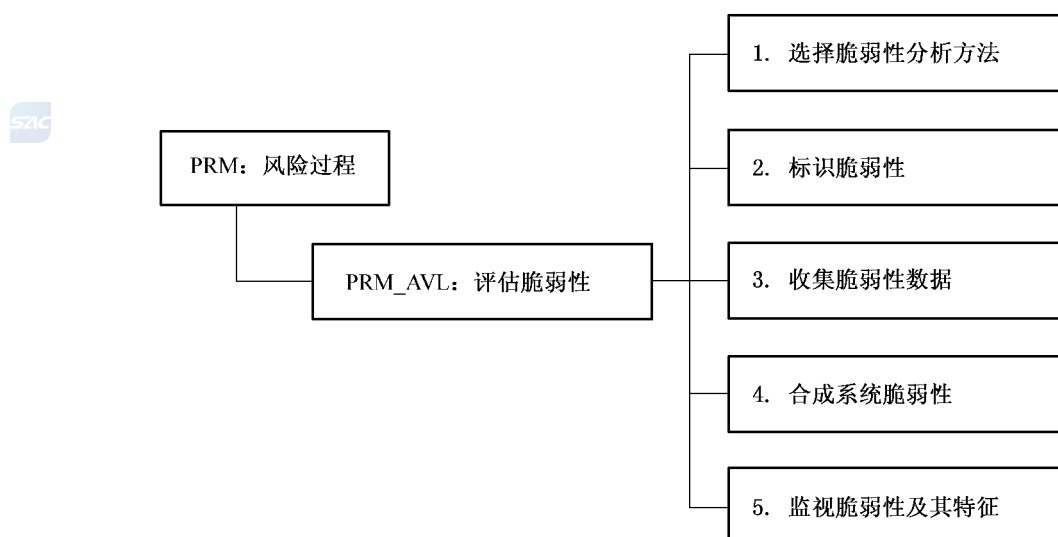 SAC
PRM：风险过程
PRM_AVL：评估脆弱性
1. 选择脆弱性分析方法
2. 标识脆弱性
3. 收集脆弱性数据
4. 合成系统脆弱性
5. 监视脆弱性及其特征